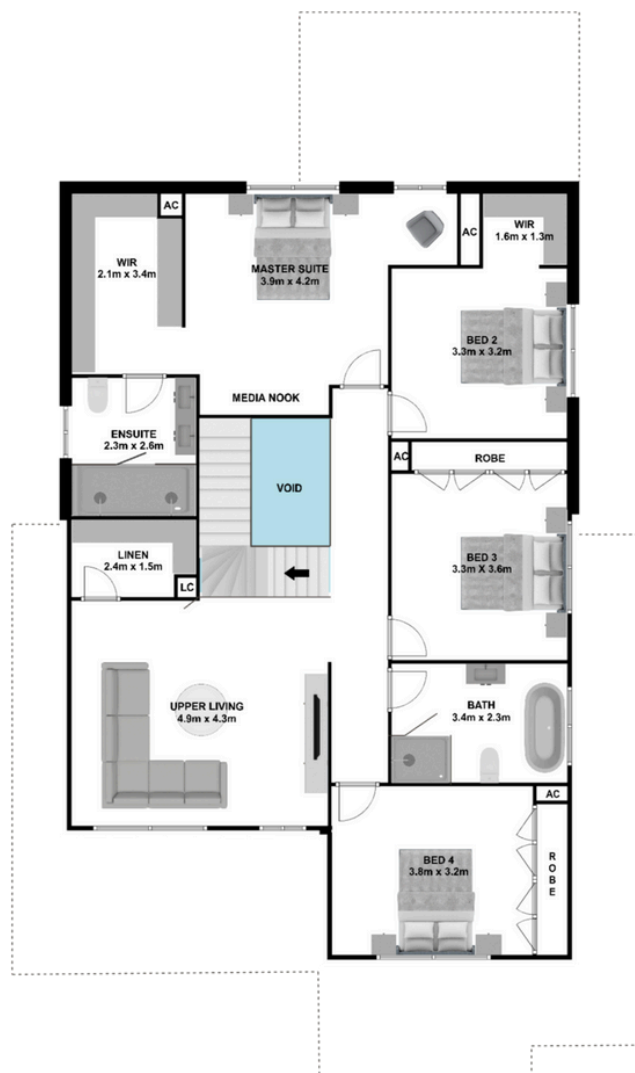 AC
WIR
2.1m x 3.4m
MASTER SUITE
3.9m x 4.2m
AC
WIR
1.6m x 1.3m
BED 2
3.3m x 3.2m
MEDIA NOOK
ENSUITE
2.3m x 2.6m
VOID
AC
ROBE
LINEN
2.4m x 1.5m
LC
BED 3
3.3m X 3.6m
UPPER LIVING
4.9m x 4.3m
BATH
3.4m x 2.3m
AC
BED 4
3.8m x 3.2m
ROBE